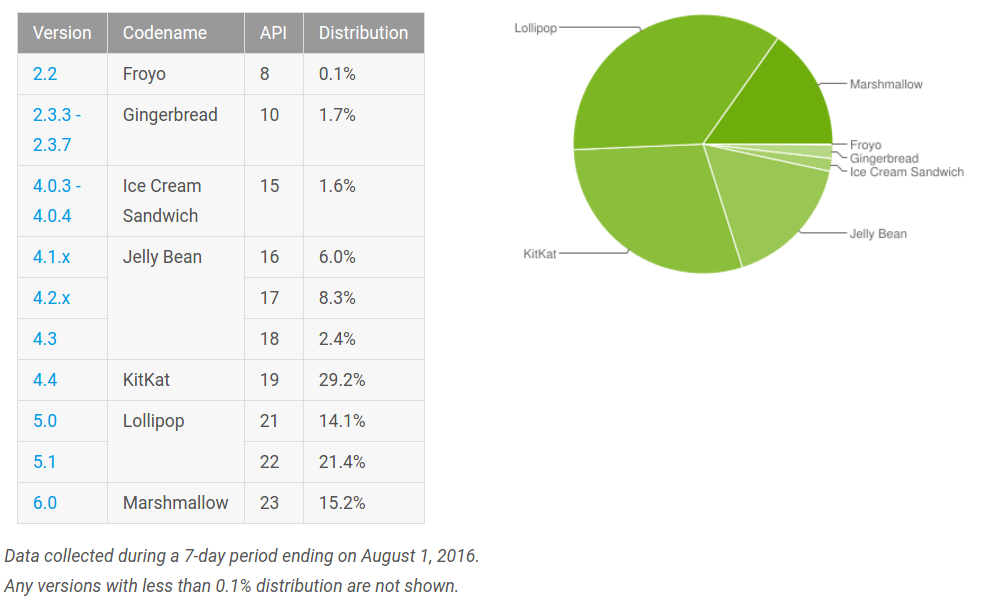 Version Codename API Distribution
2.2 Froyo 8 0.1%
2.3.3 - Gingerbread 10 1.7%
2.3.7
4.0.3 - Ice Cream 15 1.6%
4.0.4 Sandwich
4.1.x Jelly Bean 16 6.0%
4.2.x 17 8.3%
4.3 18 2.4%
4.4 KitKat 19 29.2%
5.0 Lollipop 21 14.1%
5.1 22 21.4%
6.0 Marshmallow 23 15.2%
Lollipop
Marshmallow
Froyo
Gingerbread
Ice Cream Sandwich
Jelly Bean
KitKat
Data collected during a 7-day period ending on August 1, 2016.
Any versions with less than 0.1% distribution are not shown.